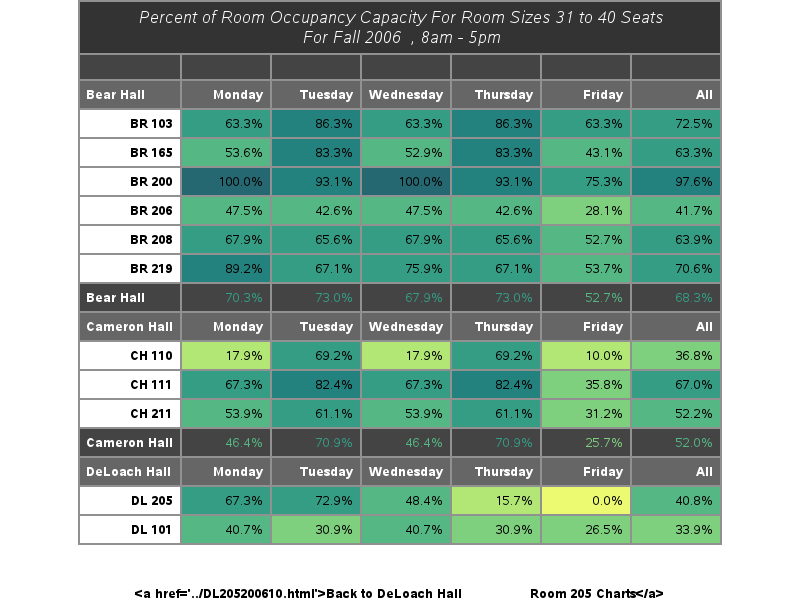 Percent of Room Occupancy Capacity For Room Sizes 31 to 40 Seats
For Fall 2006 , 8am - 5pm
Bear Hall Monday Tuesday Wednesday Thursday Friday All
BR 103 63.3% 86.3% 63.3% 86.3% 63.3% 72.5%
BR 165 53.6% 83.3% 52.9% 83.3% 43.1% 63.3%
BR 200 100.0% 93.1% 100.0% 93.1% 75.3% 97.6%
BR 206 47.5% 42.6% 47.5% 42.6% 28.1% 41.7%
BR 208 67.9% 65.6% 67.9% 65.6% 52.7% 63.9%
BR 219 89.2% 67.1% 75.9% 67.1% 53.7% 70.6%
Bear Hall 70.3% 73.0% 67.9% 73.0% 52.7% 68.3%
Cameron Hall Monday Tuesday Wednesday Thursday Friday All
CH 110 17.9% 69.2% 17.9% 69.2% 10.0% 36.8%
CH 111 67.3% 82.4% 67.3% 82.4% 35.8% 67.0%
CH 211 53.9% 61.1% 53.9% 61.1% 31.2% 52.2%
Cameron Hall 46.4% 70.9% 46.4% 70.9% 25.7% 52.0%
DeLoach Hall Monday Tuesday Wednesday Thursday Friday All
DL 205 67.3% 72.9% 48.4% 15.7% 0.0% 40.8%
DL 101 40.7% 30.9% 40.7% 30.9% 26.5% 33.9%
<a href='../DL205200610.html'>Back to DeLoach Hall Room 205 Charts</a>